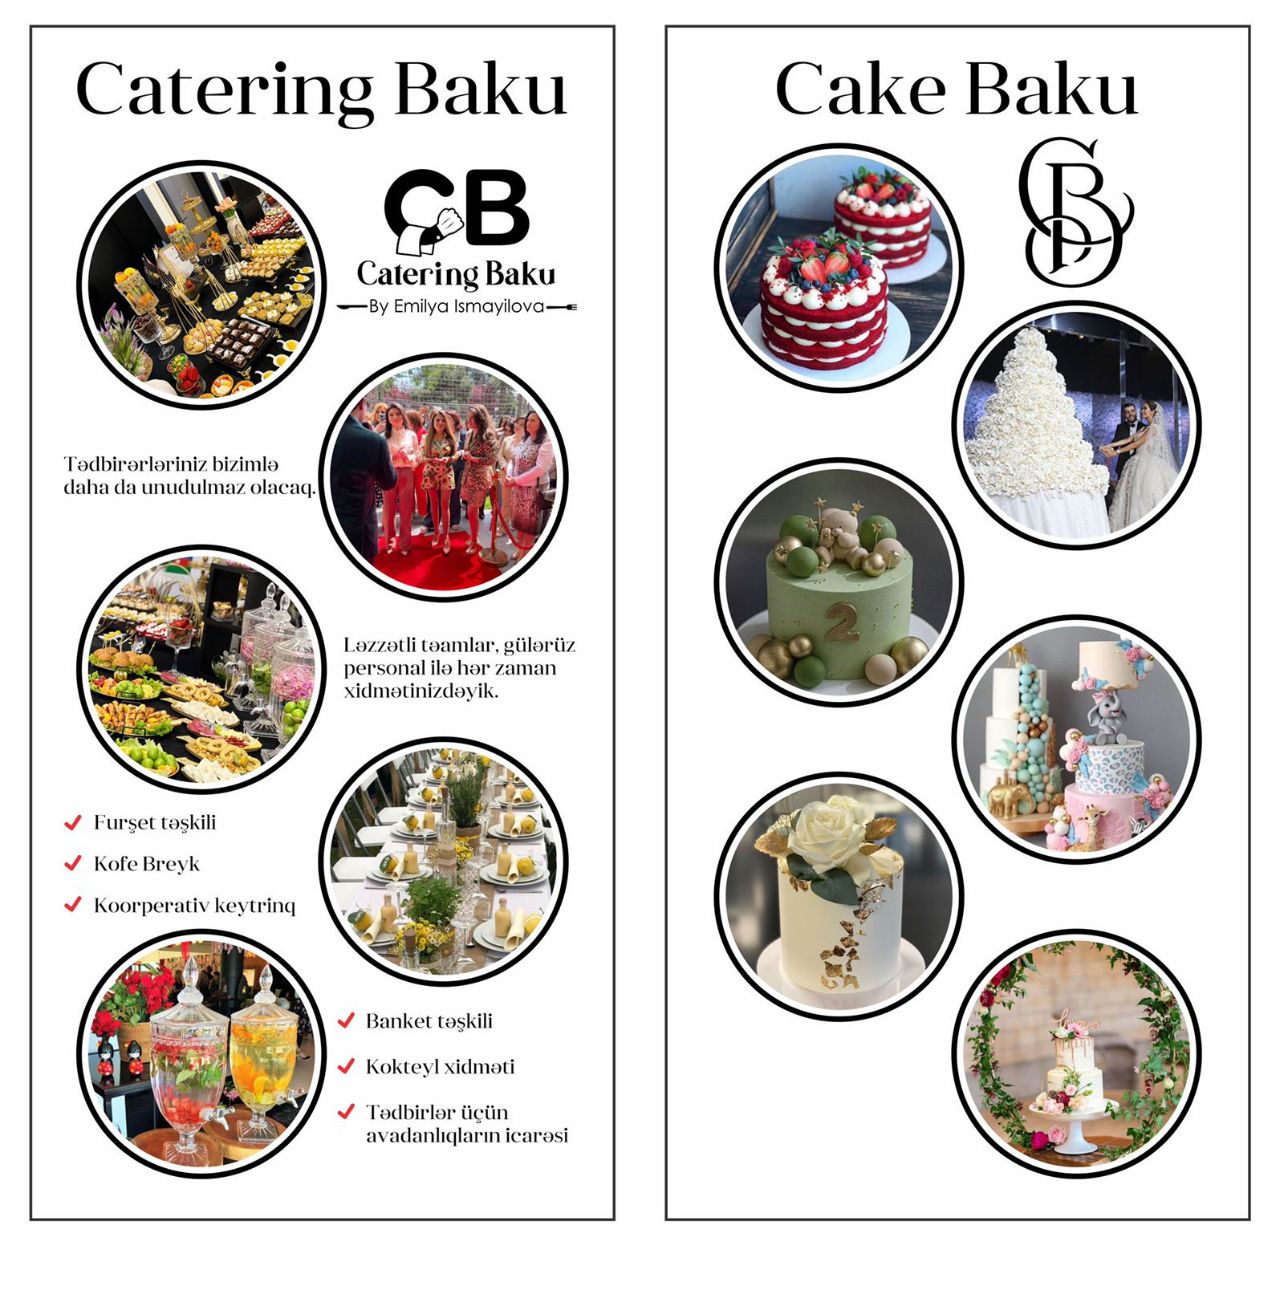 Catering Baku
CB
Catering Baku
By Emilya Ismayilova
Tədbirərləriniz bizimlə
daha da unudulmaz olacaq.
Ləzzətli təamlar, gülərüz
personal ilə hər zaman
xidmətinizdəyik.
Furşet təşkili
Kofe Breyk
Koorperativ keytrinq
Banket təşkili
Kokteyl xidməti
Tədbirlər üçün
avadanlıqların icarəsi
Cake Baku
CB
2